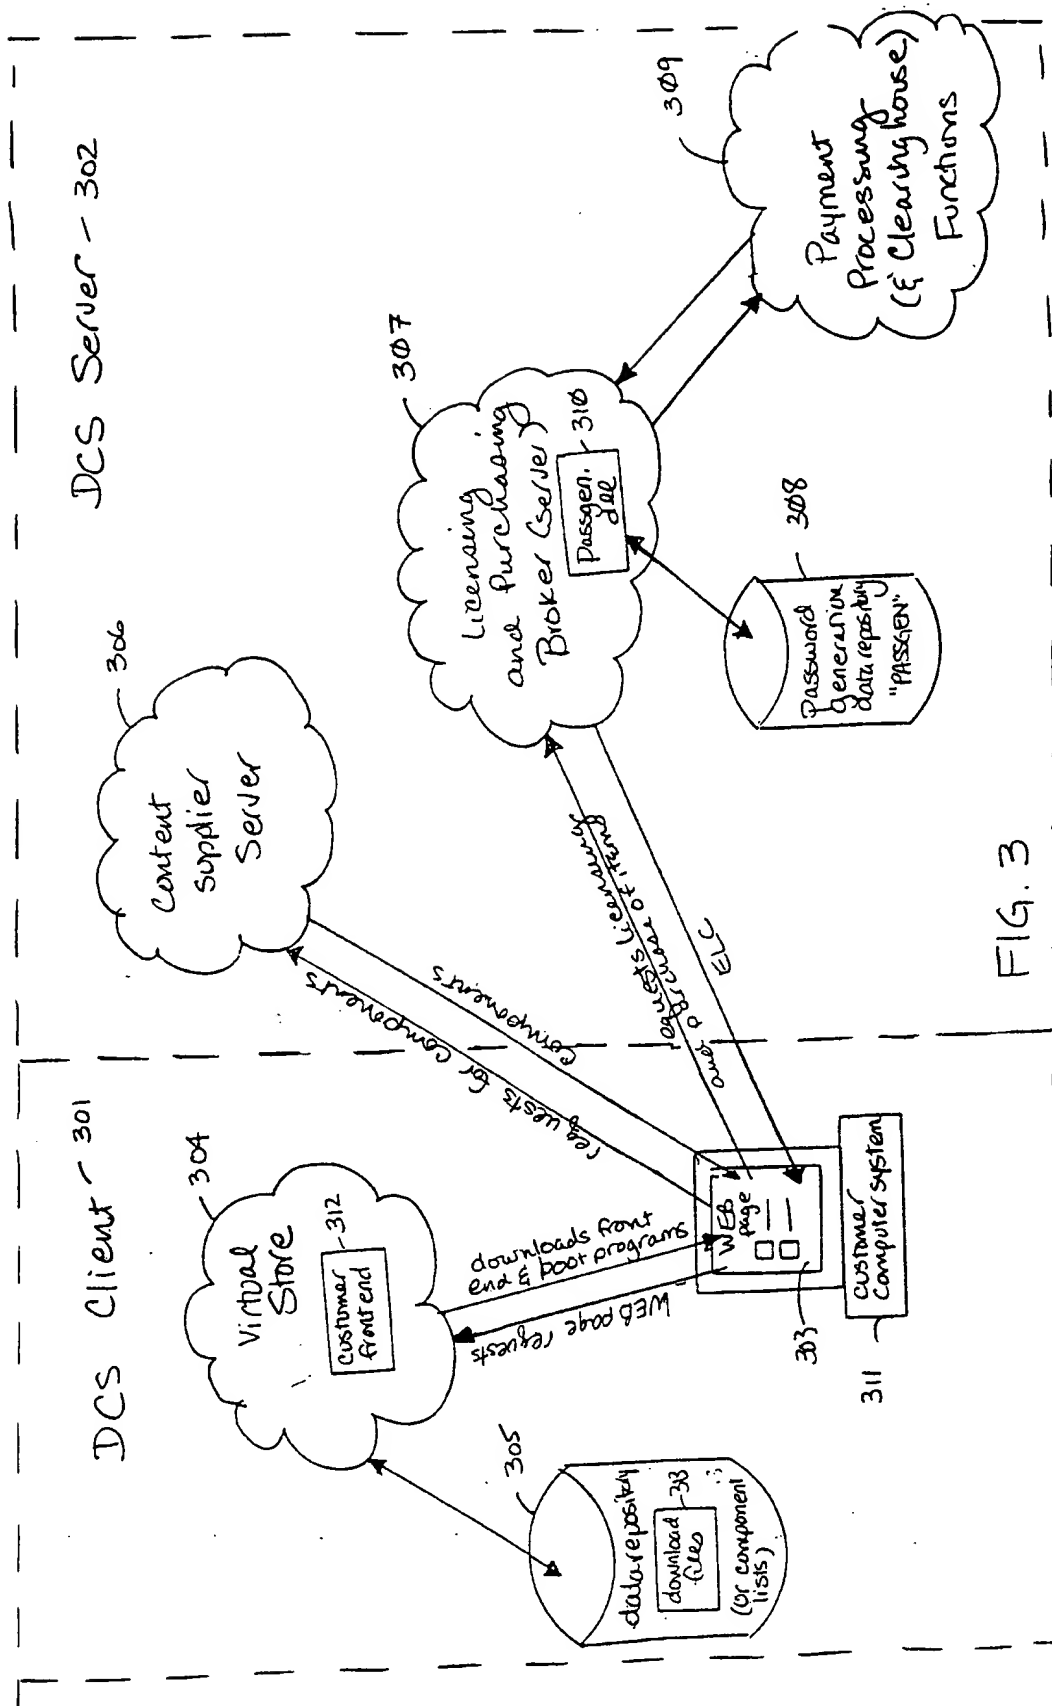 DCS Client 301
DCS Server - 302
304
Virtual
Store
312
Customer
frontend
305
data repository
download
files
313
(or component
lists)
downloads front
end & boot programs
WEB page requests
WEB
page
303
customer
computer system
311
306
Content
supplier
Server
requests for components
components
307
Licensing
and Purchasing
Broker (server)
Passgen.
dll
310
requests licensing
and purchase of items
ELC
308
Password
generation
data repository
"PASSGEN"
309
Payment
Processing
(& Clearinghouse)
Functions
FIG. 3